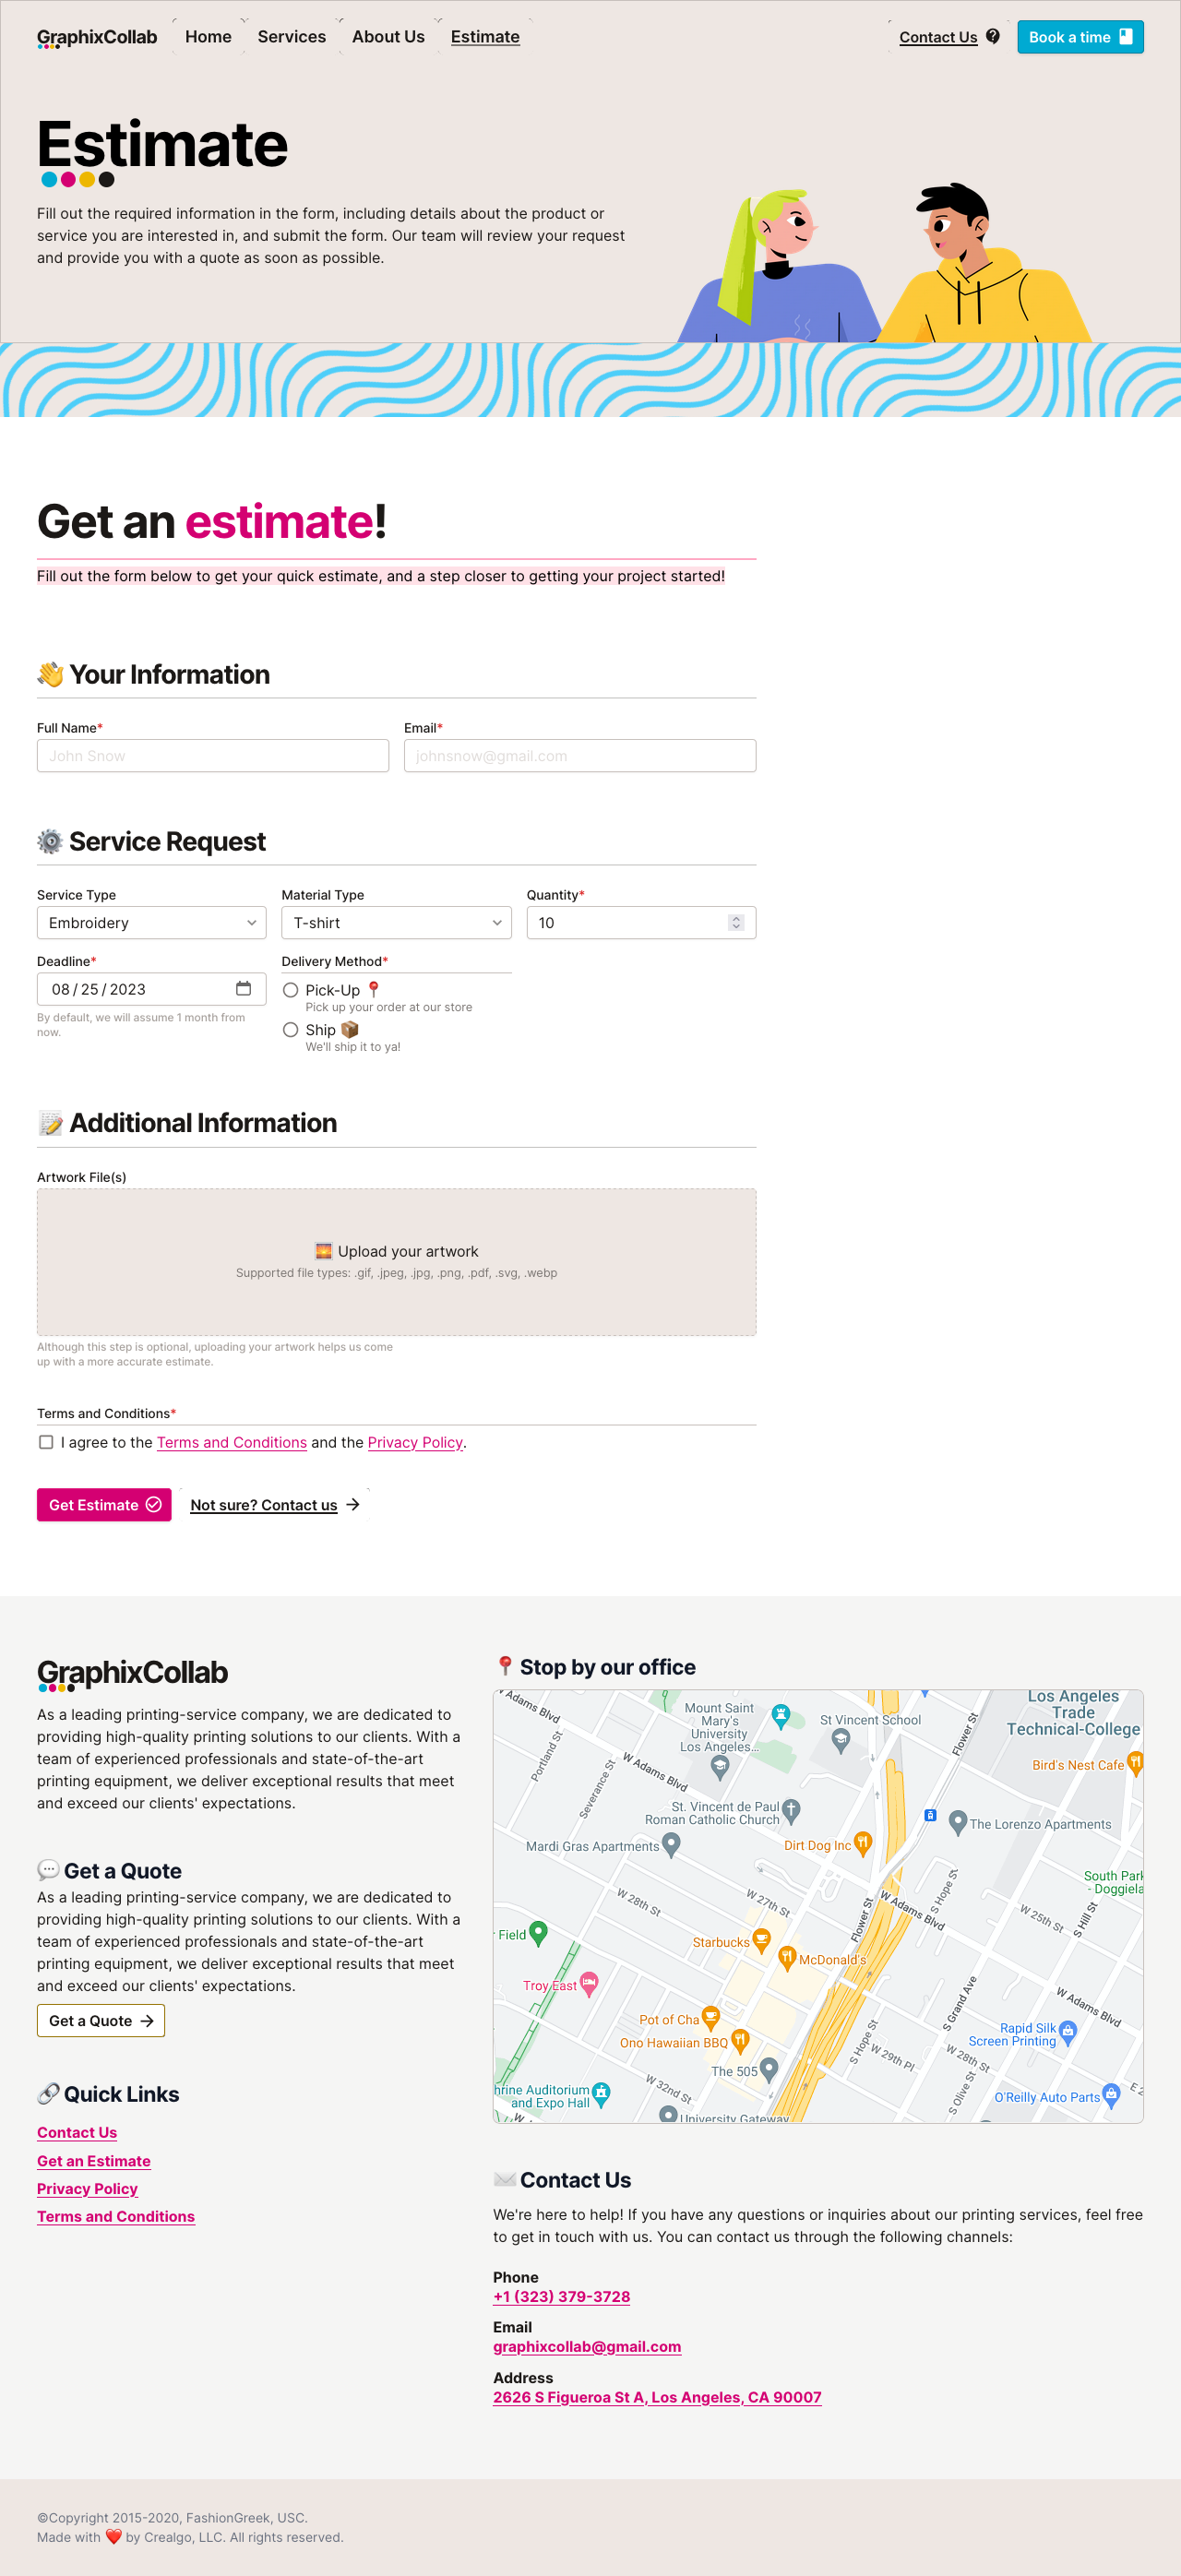 GraphixCollab
Home
Services
About Us
Estimate
Contact Us
Book a time
Estimate
Fill out the required information in the form, including details about the product or
service you are interested in, and submit the form. Our team will review your request
and provide you with a quote as soon as possible.
Get an estimate!
Fill out the form below to get your quick estimate, and a step closer to getting your project started!
👋 Your Information
Full Name*
Email*
John Snow
johnsnow@gmail.com
⚙️ Service Request
Service Type
Material Type
Quantity*
Embroidery
T-shirt
10
Deadline*
Delivery Method*
08 / 25 / 2023
By default, we will assume 1 month from
now.
Pick-Up 📍
Pick up your order at our store
Ship 📦
We'll ship it to ya!
📝 Additional Information
Artwork File(s)
🌅 Upload your artwork
Supported file types: .gif, .jpeg, .jpg, .png, .pdf, .svg, .webp
Although this step is optional, uploading your artwork helps us come
up with a more accurate estimate.
Terms and Conditions*
I agree to the Terms and Conditions and the Privacy Policy.
Get Estimate
Not sure? Contact us
GraphixCollab
As a leading printing-service company, we are dedicated to
providing high-quality printing solutions to our clients. With a
team of experienced professionals and state-of-the-art
printing equipment, we deliver exceptional results that meet
and exceed our clients' expectations.
💬 Get a Quote
As a leading printing-service company, we are dedicated to
providing high-quality printing solutions to our clients. With a
team of experienced professionals and state-of-the-art
printing equipment, we deliver exceptional results that meet
and exceed our clients' expectations.
Get a Quote
🔗 Quick Links
Contact Us
Get an Estimate
Privacy Policy
Terms and Conditions
📍 Stop by our office
W Adams Blvd
Mount Saint
Mary's
University
Los Angeles...
St Vincent School
Flower St
Los Angeles
Trade
Technical-College
Bird's Nest Cafe
Portland St
Severance St
W Adams Blvd
St. Vincent de Paul
Roman Catholic Church
The Lorenzo Apartments
Mardi Gras Apartments
Dirt Dog Inc
South Park
- Doggiela
W 28th St
W 27th St
Flower St
W Adams Blvd
S Hope St
W 25th St
S Hill St
Field
Starbucks
McDonald's
Troy East
S Grand Ave
W Adams Blvd
Pot of Cha
Ono Hawaiian BBQ
S Hope St
Rapid Silk
Screen Printing
The 505
W 29th Pl
W 28th St
W 32nd St
S Olive St
O'Reilly Auto Parts
E 2
hrine Auditorium
and Expo Hall
University Gateway
✉️ Contact Us
We're here to help! If you have any questions or inquiries about our printing services, feel free
to get in touch with us. You can contact us through the following channels:
Phone
+1 (323) 379-3728
Email
graphixcollab@gmail.com
Address
2626 S Figueroa St A, Los Angeles, CA 90007
©Copyright 2015-2020, FashionGreek, USC.
Made with ❤️ by Crealgo, LLC. All rights reserved.